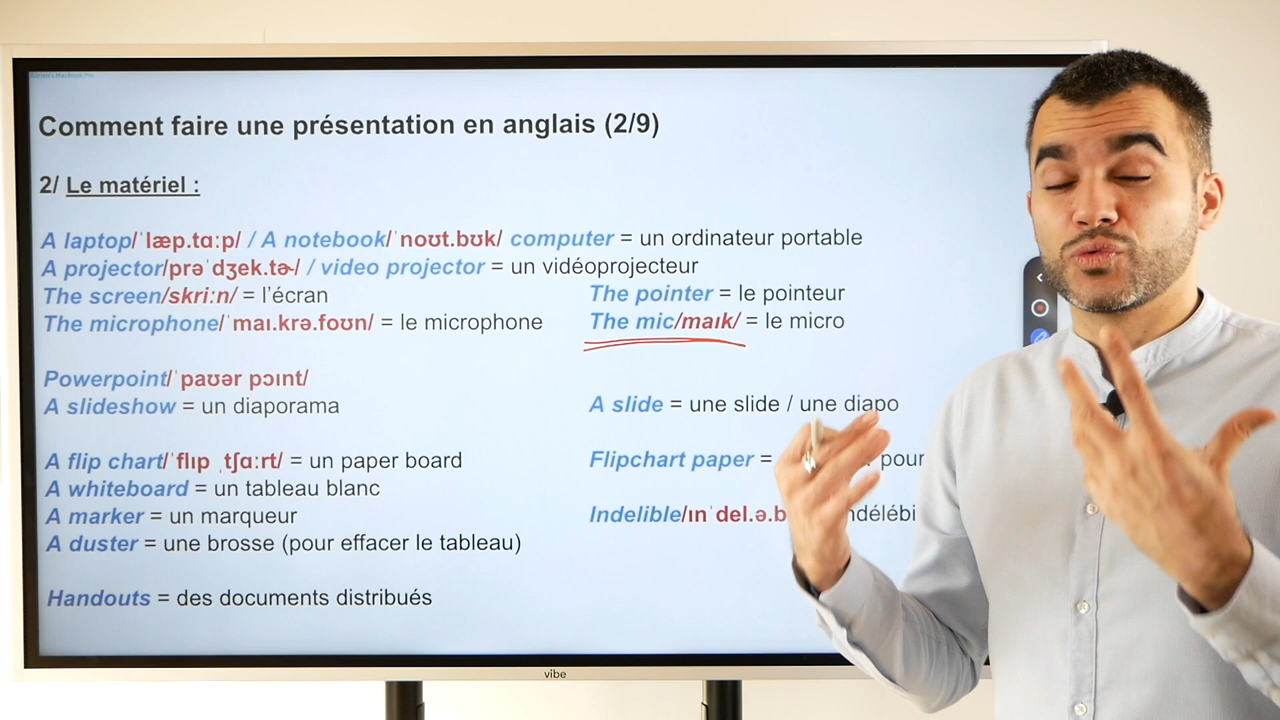 Adrien's MacBook Pro
Comment faire une présentation en anglais (2/9)
2/ Le matériel :
A laptop/ˈlæp.tɑːp/ / A notebook/ˈnoʊt.bʊk/ computer = un ordinateur portable
A projector/prəˈdʒek.tɚ/ / video projector = un vidéoprojecteur
The screen/skriːn/ = l'écran
The pointer = le pointeur
The microphone/ˈmaɪ.krə.foʊn/ = le microphone
The mic/maɪk/ = le micro
Powerpoint/ˈpaʊər pɔɪnt/
A slideshow = un diaporama
A slide = une slide / une diapo
A flip chart/ˈflɪp ˌtʃɑːrt/ = un paper board
Flipchart paper = pour
A whiteboard = un tableau blanc
A marker = un marqueur
Indelible/ɪnˈdel.ə.b ndélébi
A duster = une brosse (pour effacer le tableau)
Handouts = des documents distribués
vibe